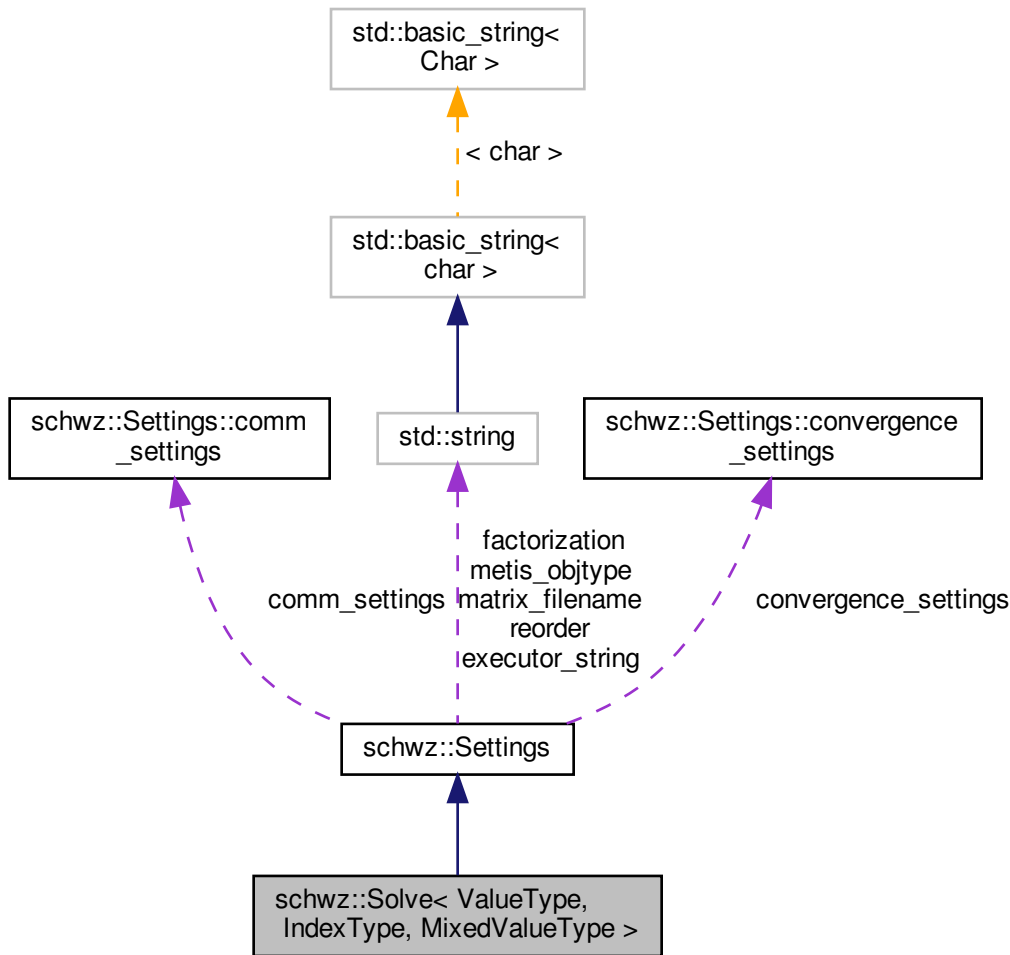 std::basic_string<
Char >
< char >
std::basic_string<
char >
schwz::Settings::comm
_settings
std::string
schwz::Settings::convergence
_settings
factorization
metis_objtype
matrix_filename
reorder
executor_string
comm_settings
convergence_settings
schwz::Settings
schwz::Solve< ValueType,
IndexType, MixedValueType >